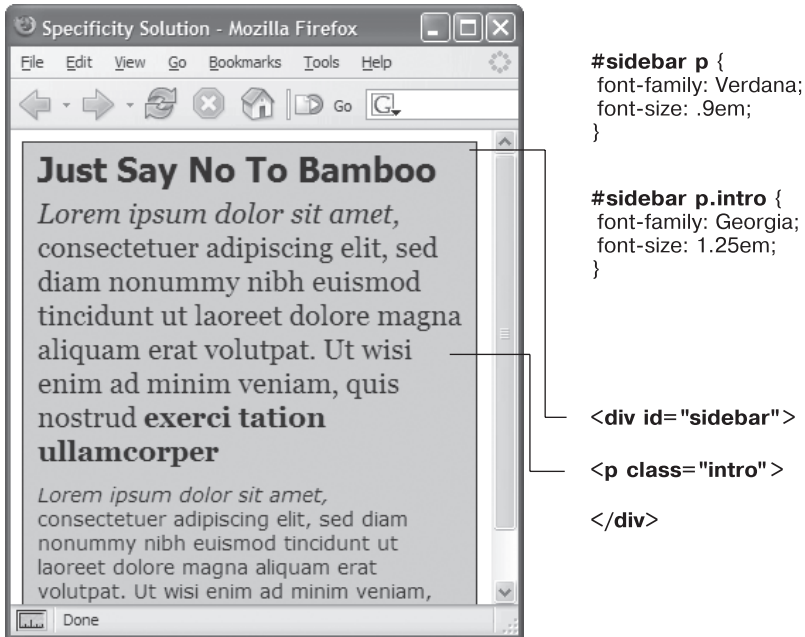 Specificity Solution - Mozilla Firefox
File Edit View Go Bookmarks Tools Help
Go G
Just Say No To Bamboo
Lorem ipsum dolor sit amet,
consectetuer adipiscing elit, sed
diam nonummy nibh euismod
tincidunt ut laoreet dolore magna
aliquam erat volutpat. Ut wisi
enim ad minim veniam, quis
nostrud exerci tation
ullamcorper
Lorem ipsum dolor sit amet,
consectetuer adipiscing elit, sed diam
nonummy nibh euismod tincidunt ut
laoreet dolore magna aliquam erat
volutpat. Ut wisi enim ad minim veniam,
Done
#sidebar p {
font-family: Verdana;
font-size: .9em;
}
#sidebar p.intro {
font-family: Georgia;
font-size: 1.25em;
}
<div id="sidebar">
<p class="intro">
</div>